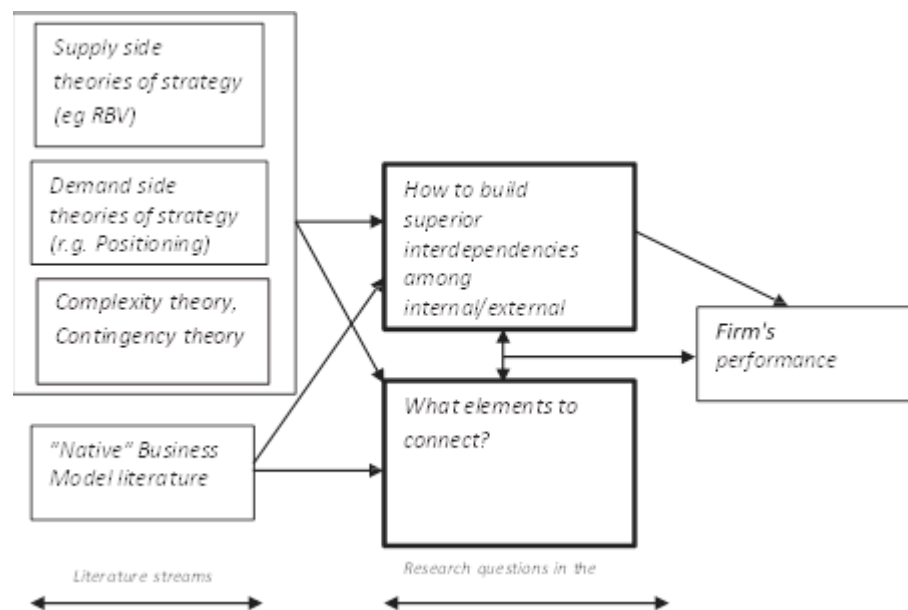 Supply side
theories of strategy
(eg RBV)
Demand side
theories of strategy
(r.g. Positioning)
Complexity theory,
Contingency theory
"Native" Business
Model literature
How to build
superior
interdependencies
among
internal/external
What elements to
connect?
Firm's
performance
Literature streams
Research questions in the